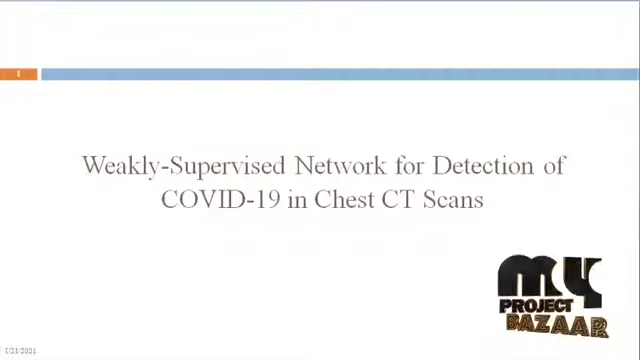 1
Weakly-Supervised Network for Detection of
COVID-19 in Chest CT Scans
MY
PROJECT
BAZAAR
1/21/2021